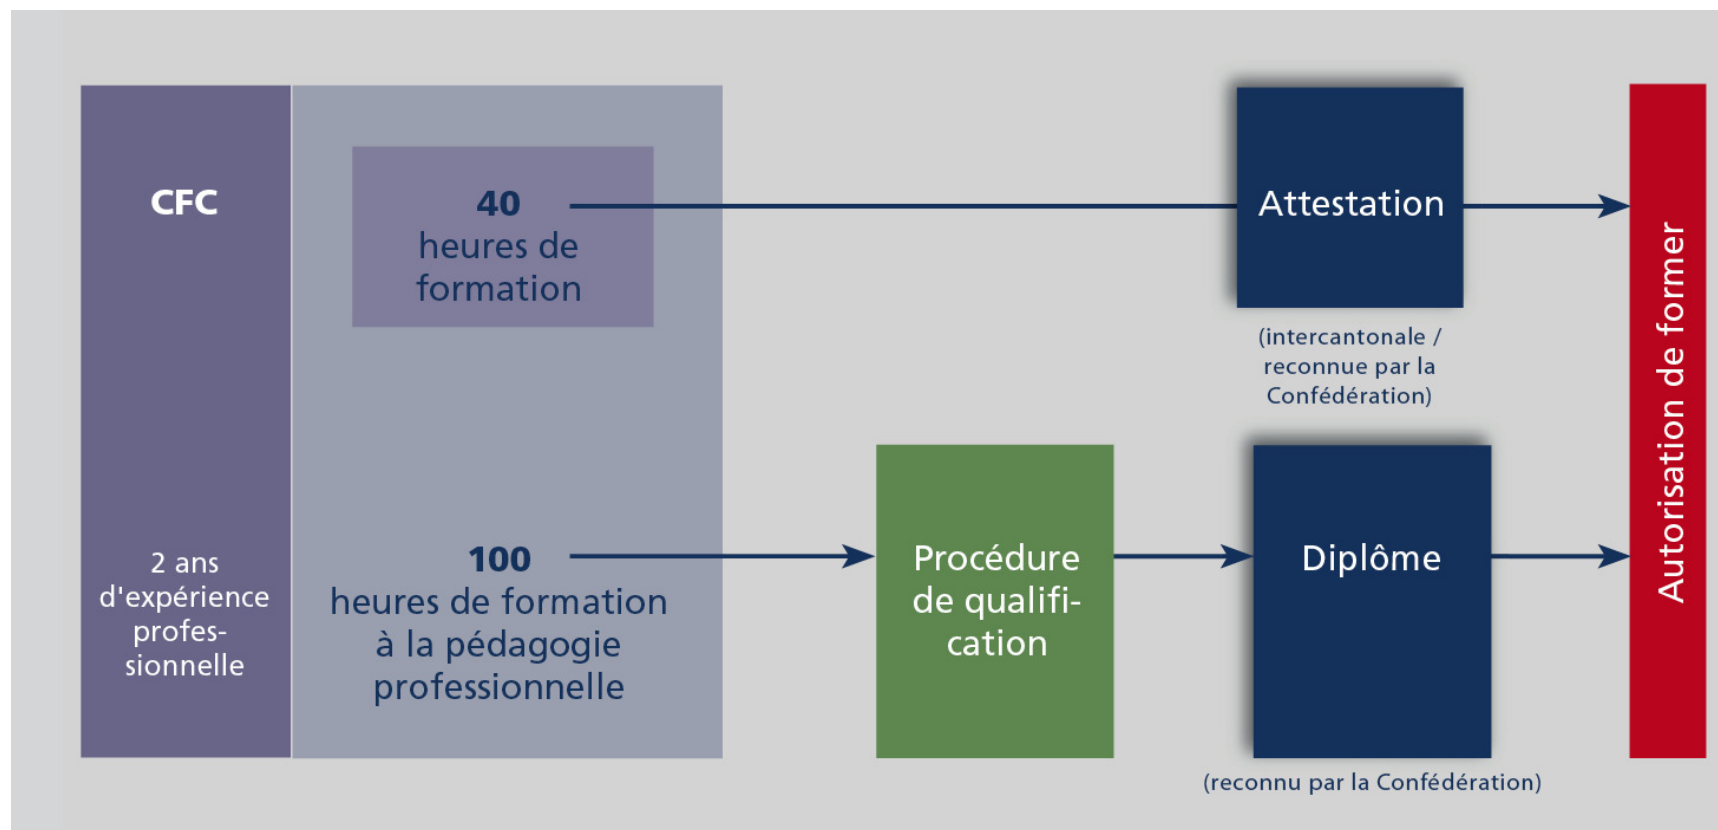 CFC
2 ans
d'expérience
profes-
sionnelle
40
heures de
formation
100
heures de formation
à la pédagogie
professionnelle
Attestation
(intercantonale /
reconnue par la
Confédération)
Procédure
de qualifi-
cation
Diplôme
(reconnu par la Confédération)
Autorisation de former